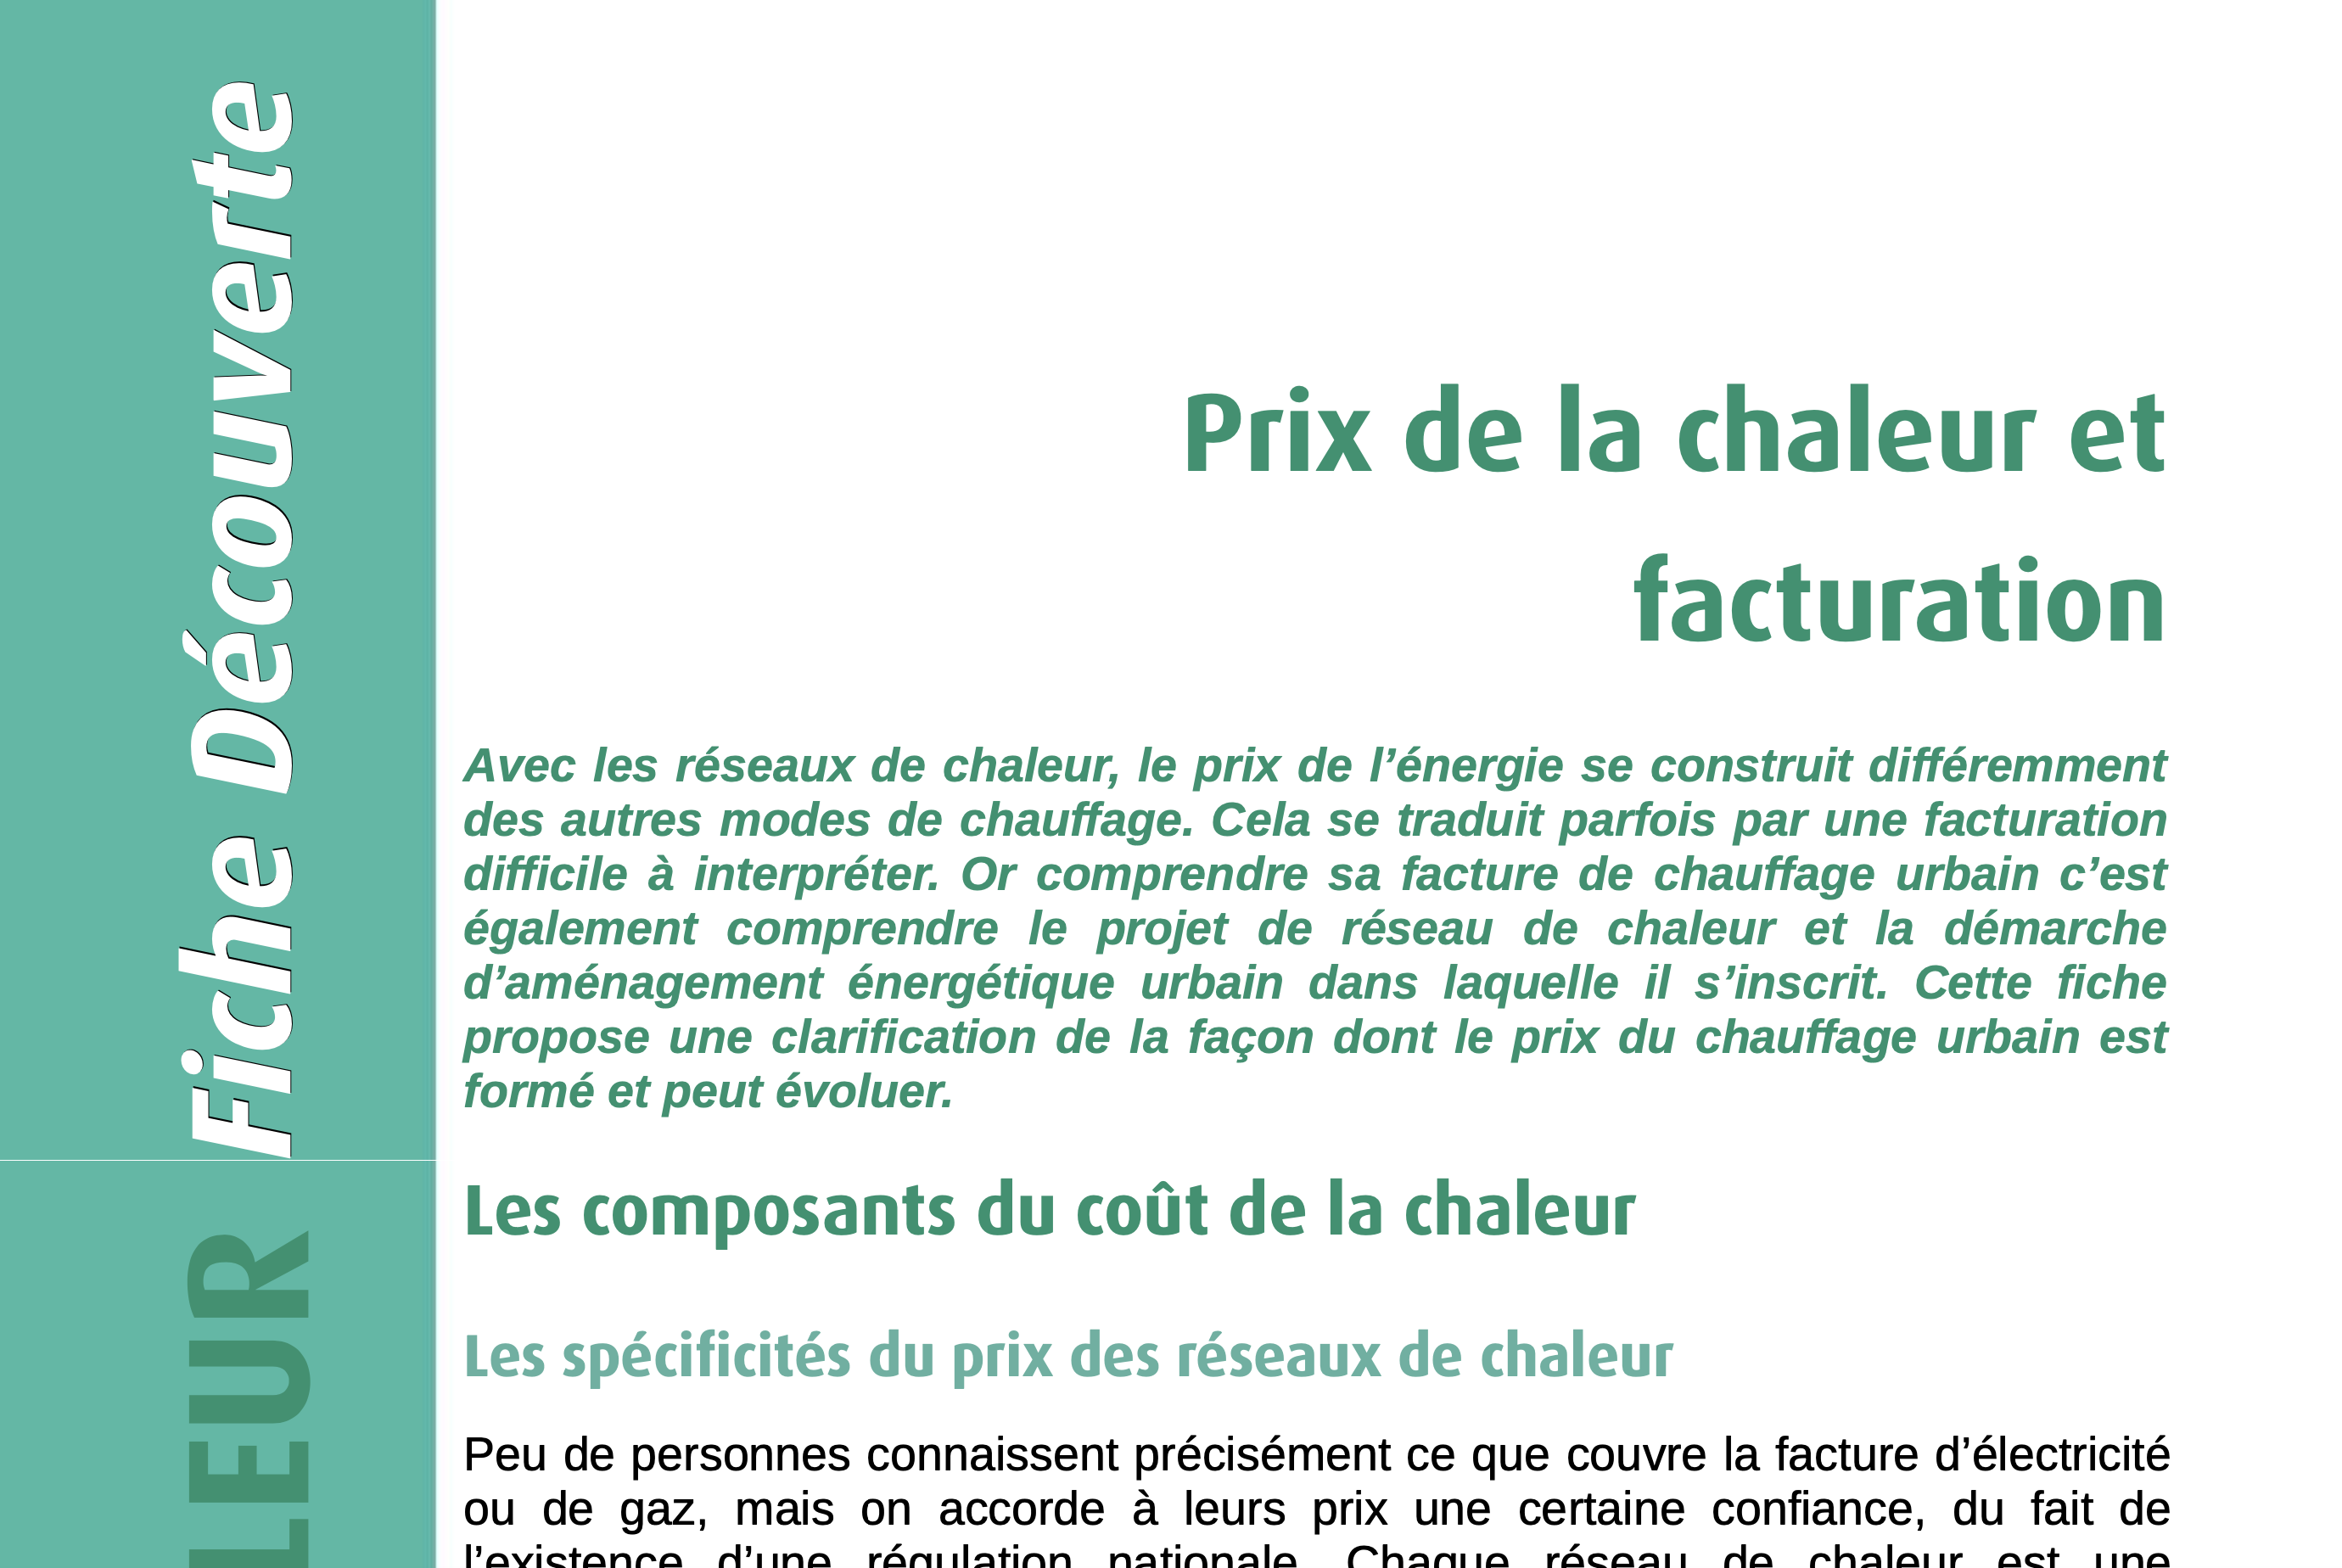 Fiche Découverte
LEUR
Prix de la chaleur et
facturation
Avec les réseaux de chaleur, le prix de l’énergie se construit différemment
des autres modes de chauffage. Cela se traduit parfois par une facturation
difficile à interpréter. Or comprendre sa facture de chauffage urbain c’est
également comprendre le projet de réseau de chaleur et la démarche
d’aménagement énergétique urbain dans laquelle il s’inscrit. Cette fiche
propose une clarification de la façon dont le prix du chauffage urbain est
formé et peut évoluer.
Les composants du coût de la chaleur
Les spécificités du prix des réseaux de chaleur
Peu de personnes connaissent précisément ce que couvre la facture d’électricité
ou de gaz, mais on accorde à leurs prix une certaine confiance, du fait de
l’existence d’une régulation nationale. Chaque réseau de chaleur est une